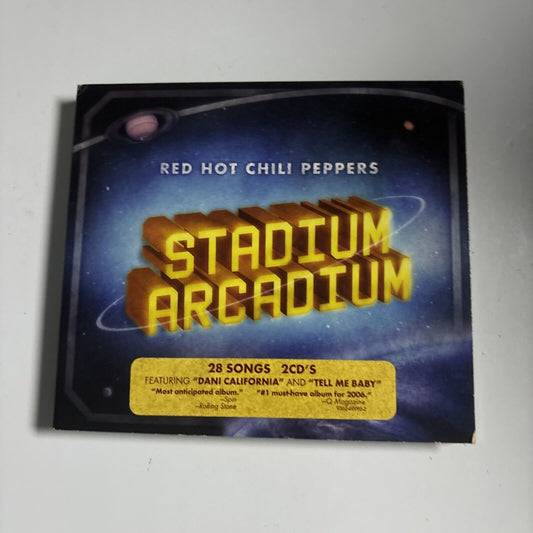 RED HOT CHILI PEPPERS
STADIUM
ARCADIUM
28 SONGS 2CD'S
FEATURING "DANI CALIFORNIA" AND "TELL ME BABY"
"Most anticipated album." "#1 must-have album for 2006."
–Spin –Q Magazine
–Rolling Stone